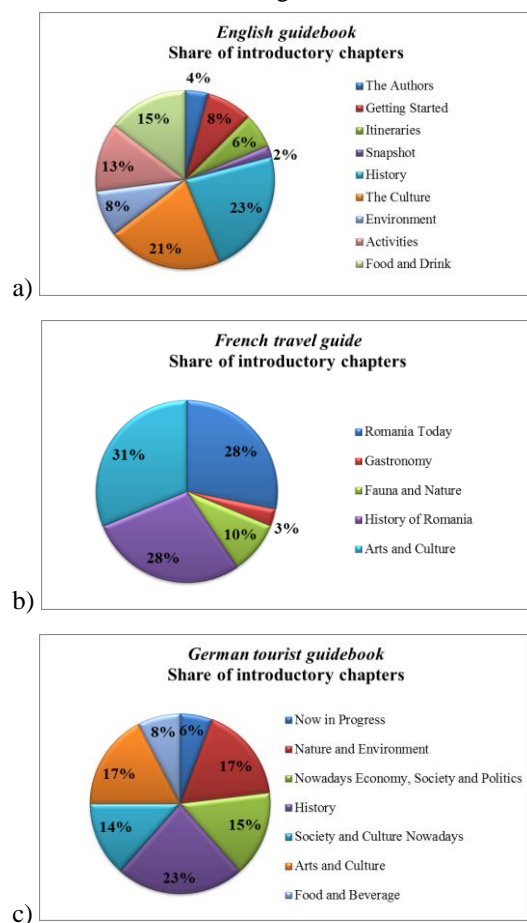 English guidebook
Share of introductory chapters
4%
8%
6%
2%
23%
21%
8%
13%
15%
The Authors
Getting Started
Itineraries
Snapshot
History
The Culture
Environment
Activities
Food and Drink
a)
French travel guide
Share of introductory chapters
28%
3%
10%
28%
31%
Romania Today
Gastronomy
Fauna and Nature
History of Romania
Arts and Culture
b)
German tourist guidebook
Share of introductory chapters
6%
17%
15%
23%
14%
17%
8%
Now in Progress
Nature and Environment
Nowadays Economy, Society and Politics
History
Society and Culture Nowadays
Arts and Culture
Food and Beverage
c)